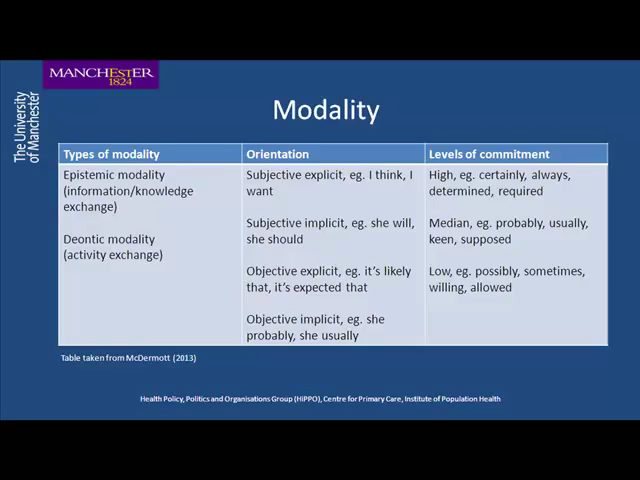 MANCHESTER
1824
The University
of Manchester
Modality
Types of modality
Orientation
Levels of commitment
Epistemic modality
(information/knowledge
exchange)
Deontic modality
(activity exchange)
Subjective explicit, eg. I think, I
want
Subjective implicit, eg. she will,
she should
Objective explicit, eg. it’s likely
that, it’s expected that
Objective implicit, eg. she
probably, she usually
High, eg. certainly, always,
determined, required
Median, eg. probably, usually,
keen, supposed
Low, eg. possibly, sometimes,
willing, allowed
Table taken from McDermott (2013)
Health Policy, Politics and Organisations Group (HiPPO), Centre for Primary Care, Institute of Population Health